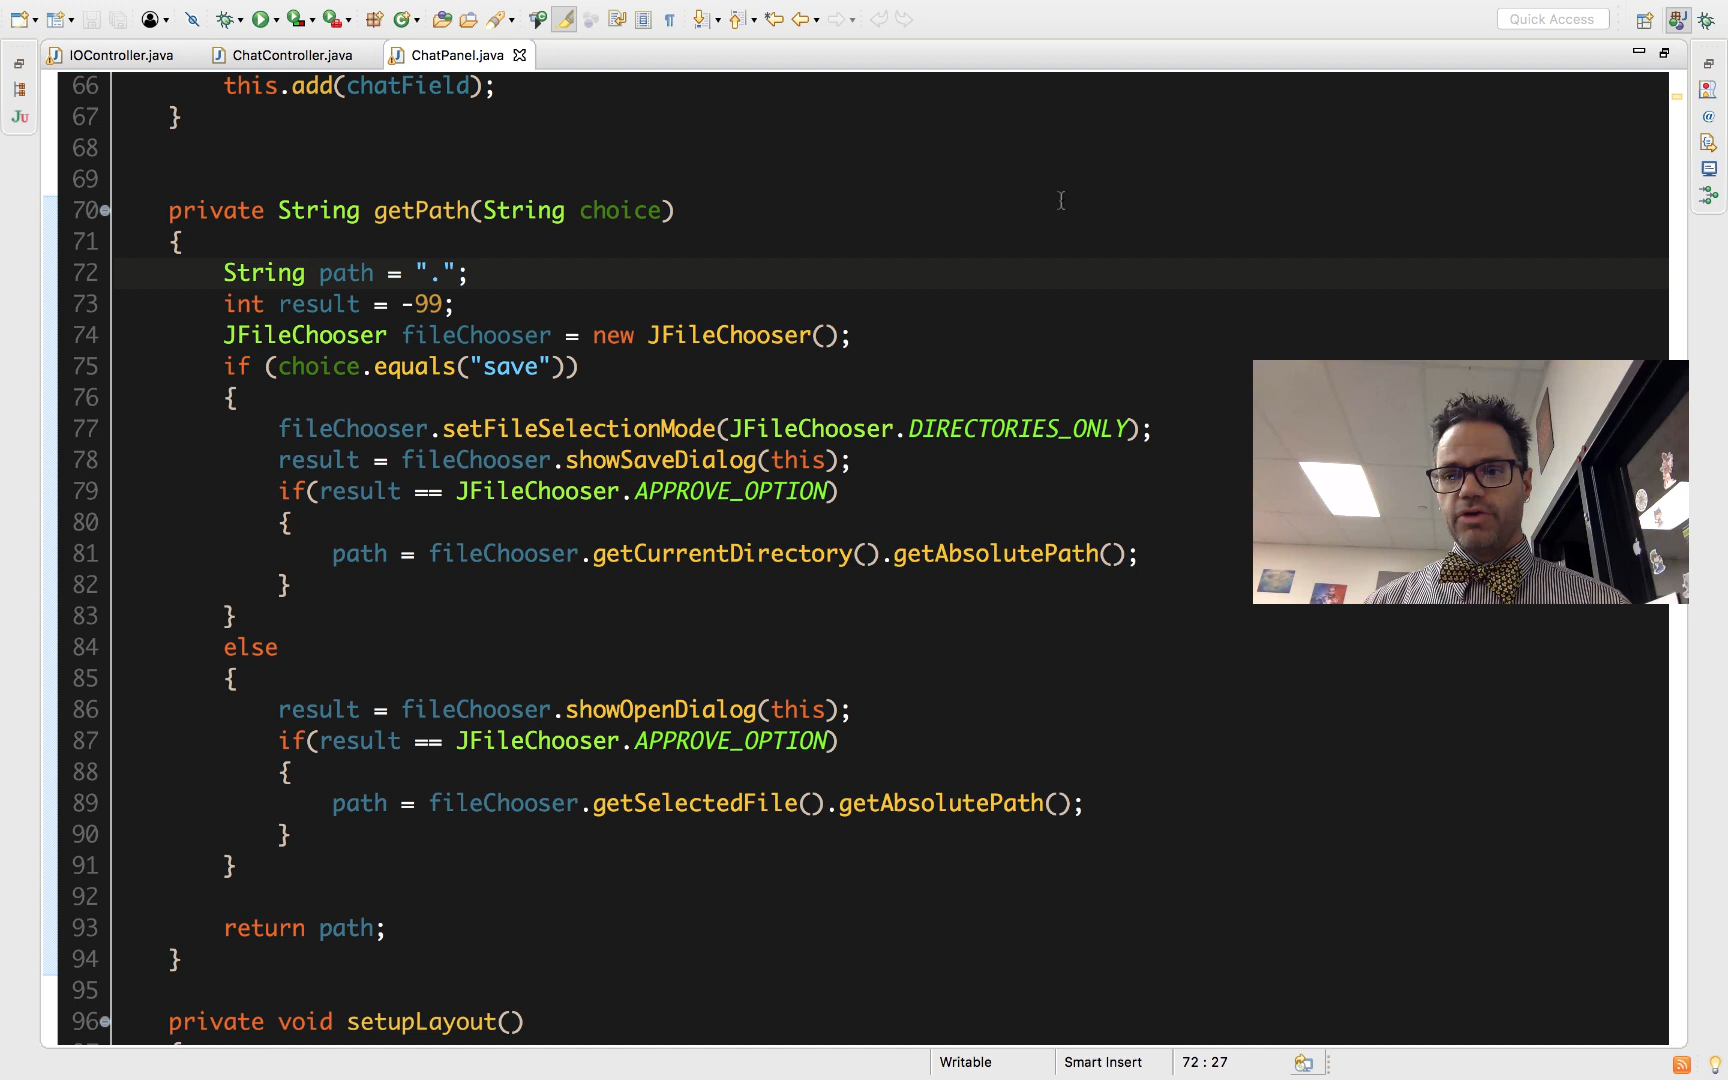 Quick Access
IOController.java
ChatController.java
ChatPanel.java
Ju
@
66 this.add(chatField);
67 }
68
69
70 private String getPath(String choice)
71 {
72 String path = ".";
73 int result = -99;
74 JFileChooser fileChooser = new JFileChooser();
75 if (choice.equals("save"))
76 {
77 fileChooser.setFileSelectionMode(JFileChooser.DIRECTORIES_ONLY);
78 result = fileChooser.showSaveDialog(this);
79 if(result == JFileChooser.APPROVE_OPTION)
80 {
81 path = fileChooser.getCurrentDirectory().getAbsolutePath();
82 }
83 }
84 else
85 {
86 result = fileChooser.showOpenDialog(this);
87 if(result == JFileChooser.APPROVE_OPTION)
88 {
89 path = fileChooser.getSelectedFile().getAbsolutePath();
90 }
91 }
92
93 return path;
94 }
95
96 private void setupLayout()
Writable
Smart Insert
72 : 27